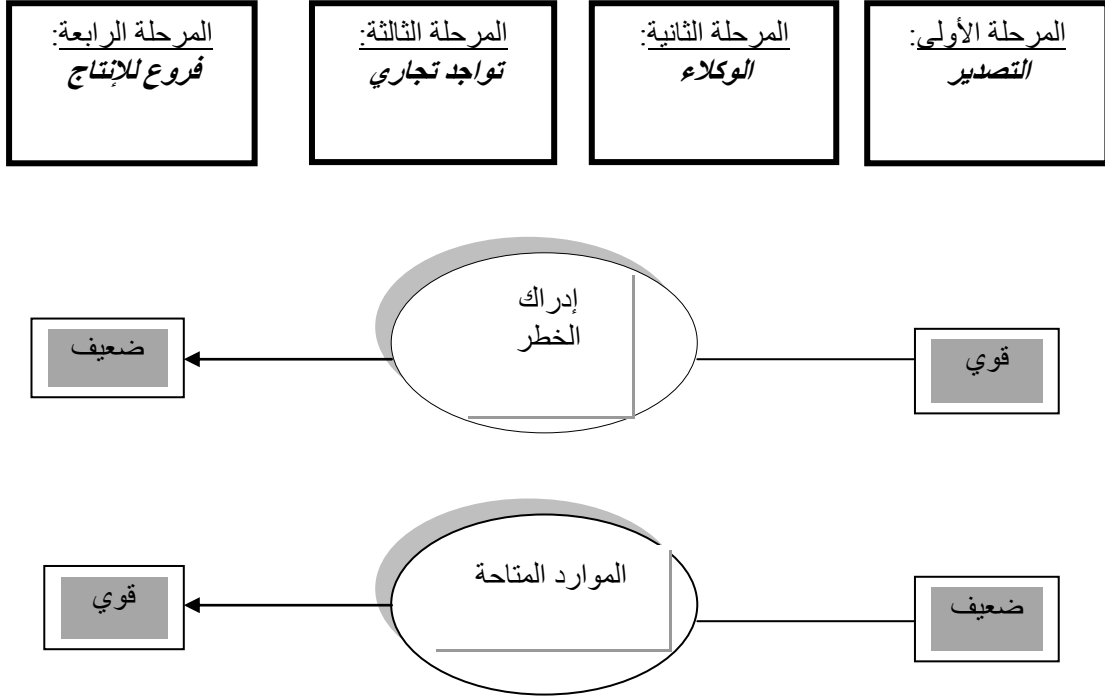 المرحلة الأولى:
التصدير
المرحلة الثانية:
الوكلاء
المرحلة الثالثة:
تواجد تجاري
المرحلة الرابعة:
فروع للإنتاج
قوي
إدراك
الخطر
ضعيف
ضعيف
الموارد المتاحة
قوي